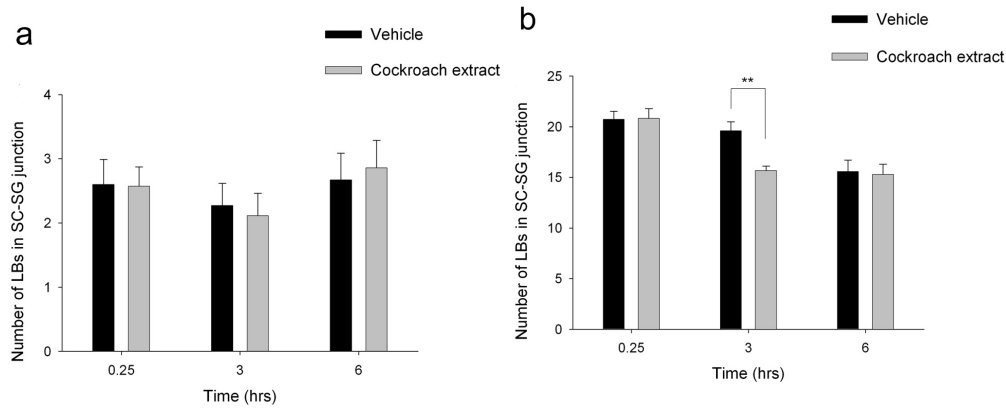 a
Vehicle
Cockroach extract
Number of LBs in SC-SG junction
4
3
2
1
0
0.25 3 6
Time (hrs)
b
Vehicle
Cockroach extract
Number of LBs in SC-SG junction
25
20
15
10
5
0
**
0.25 3 6
Time (hrs)